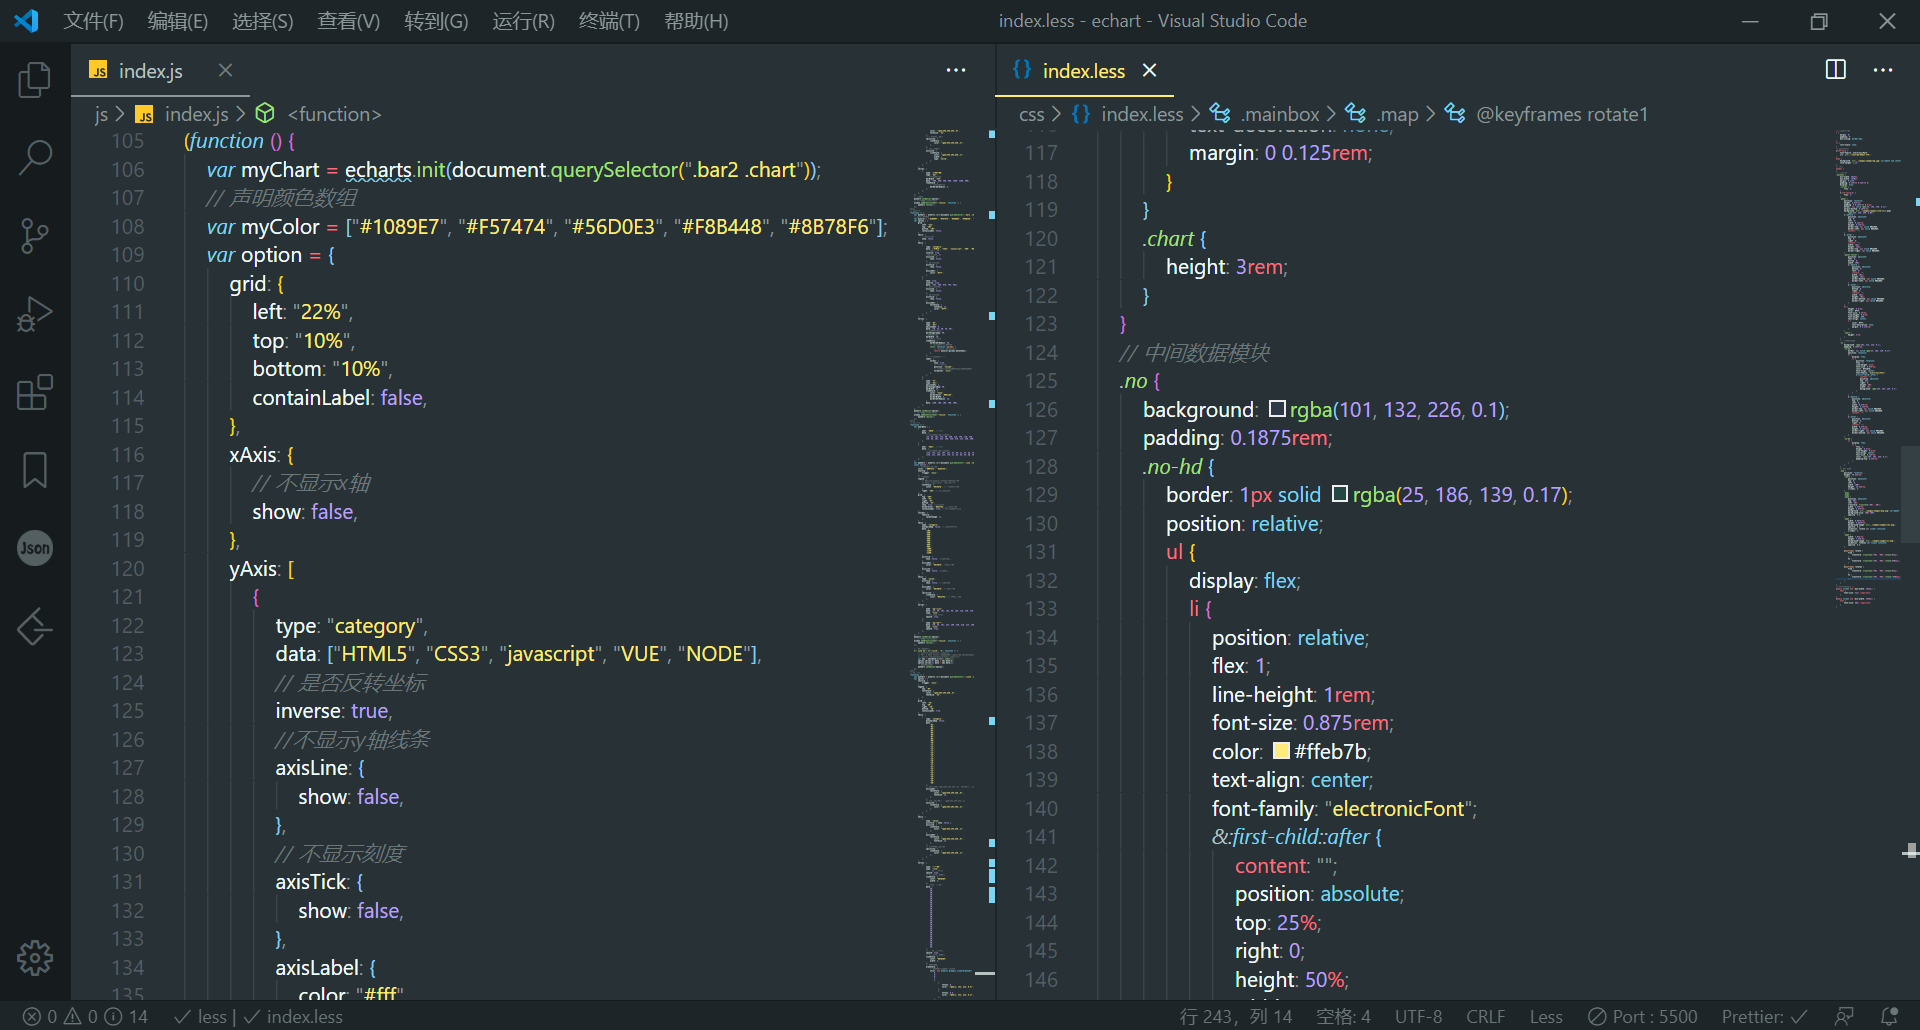 文件(F) 编辑(E) 选择(S) 查看(V) 转到(G) 运行(R) 终端(T) 帮助(H)
index.less - echart - Visual Studio Code
JS index.js
js > JS index.js > <function>
105 (function () {
106 var myChart = echarts.init(document.querySelector(".bar2 .chart"));
107 // 声明颜色数组
108 var myColor = ["#1089E7", "#F57474", "#56D0E3", "#F8B448", "#8B78F6"];
109 var option = {
110 grid: {
111 left: "22%",
112 top: "10%",
113 bottom: "10%",
114 containLabel: false,
115 },
116 xAxis: {
117 // 不显示x轴
118 show: false,
119 },
120 yAxis: [
121 {
122 type: "category",
123 data: ["HTML5", "CSS3", "javascript", "VUE", "NODE"],
124 // 是否反转坐标
125 inverse: true,
126 //不显示y轴线条
127 axisLine: {
128 show: false,
129 },
130 // 不显示刻度
131 axisTick: {
132 show: false,
133 },
134 axisLabel: {
135 color: "#fff"
{} index.less
css > {} index.less > .mainbox > .map > @keyframes rotate1
116 text-decoration: none;
117 margin: 0 0.125rem;
118 }
119 }
120 .chart {
121 height: 3rem;
122 }
123 }
124 // 中间数据模块
125 .no {
126 background: rgba(101, 132, 226, 0.1);
127 padding: 0.1875rem;
128 .no-hd {
129 border: 1px solid rgba(25, 186, 139, 0.17);
130 position: relative;
131 ul {
132 display: flex;
133 li {
134 position: relative;
135 flex: 1;
136 line-height: 1rem;
137 font-size: 0.875rem;
138 color: #ffeb7b;
139 text-align: center;
140 font-family: "electronicFont";
141 &:first-child::after {
142 content: "";
143 position: absolute;
144 top: 25%;
145 right: 0;
146 height: 50%;
Json
0 0 14 less | index.less
行 243，列 14 空格: 4 UTF-8 CRLF Less Port : 5500 Prettier: